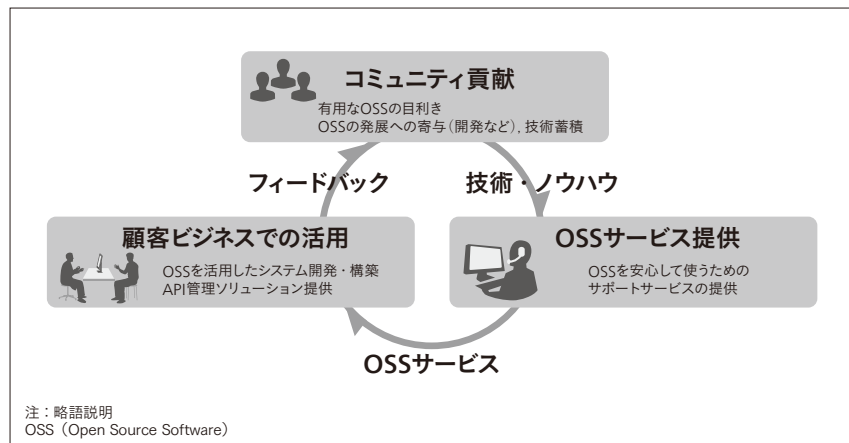 コミュニティ貢献
有用なOSSの目利き
OSSの発展への寄与（開発など），技術蓄積
フィードバック
技術・ノウハウ
顧客ビジネスでの活用
OSSを活用したシステム開発・構築
API管理ソリューション提供
OSSサービス提供
OSSを安心して使うための
サポートサービスの提供
OSSサービス
注：略語説明
OSS（Open Source Software）